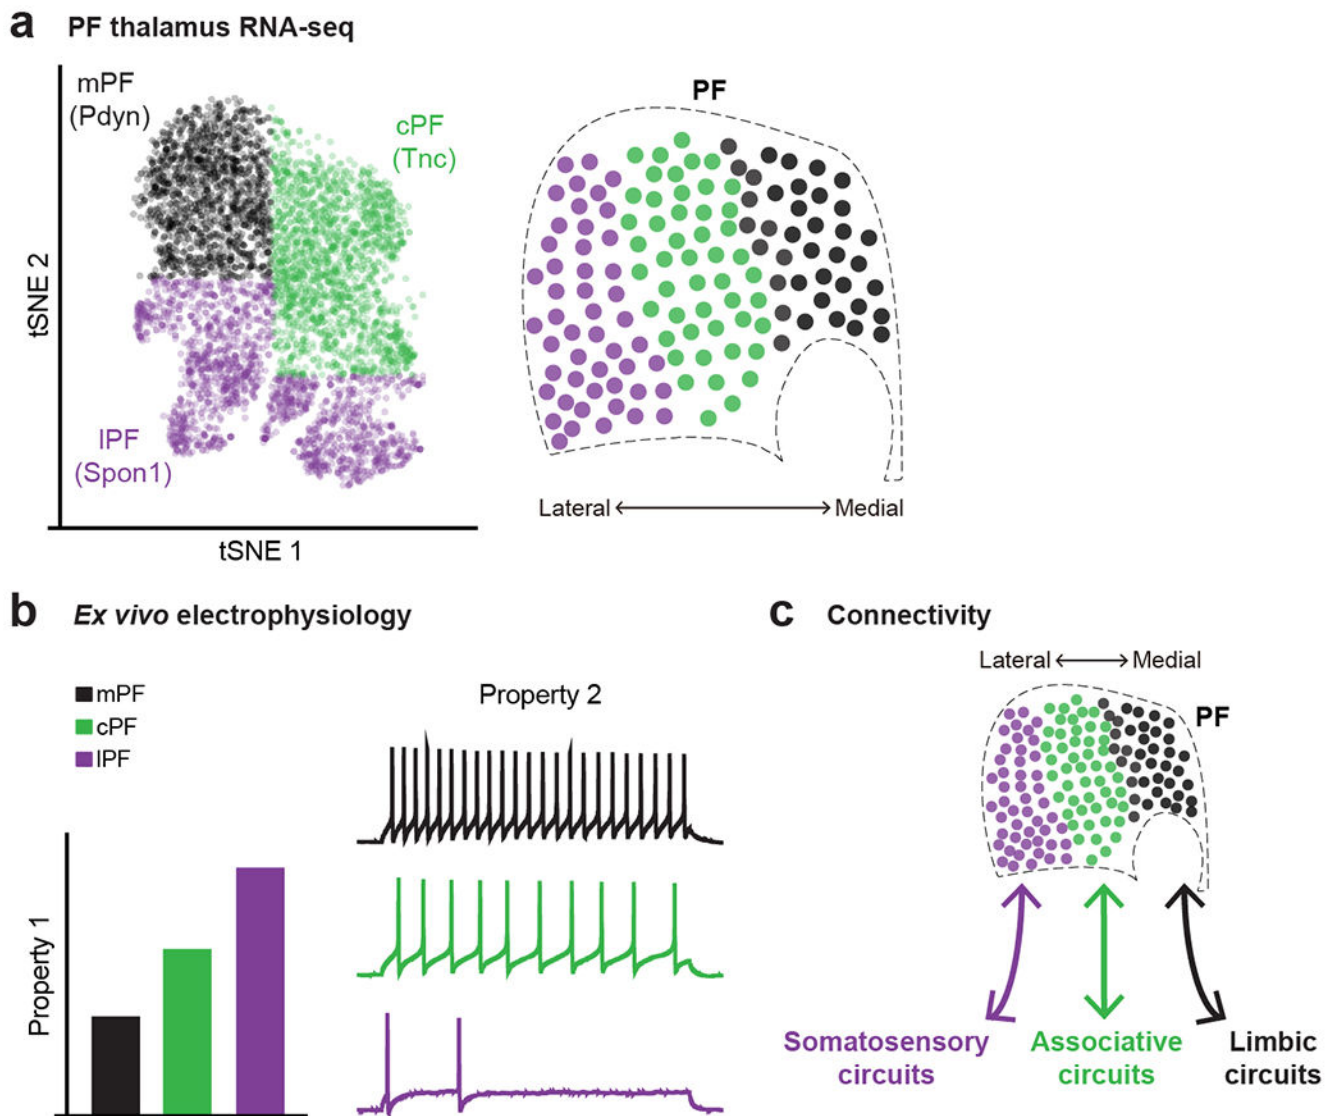 a PF thalamus RNA-seq
mPF
(Pdyn)
cPF
(Tnc)
lPF
(Spon1)
tSNE 2
tSNE 1
PF
Lateral Medial
b Ex vivo electrophysiology
mPF
cPF
lPF
Property 1
Property 2
c Connectivity
Lateral Medial
PF
Somatosensory
circuits
Associative
circuits
Limbic
circuits